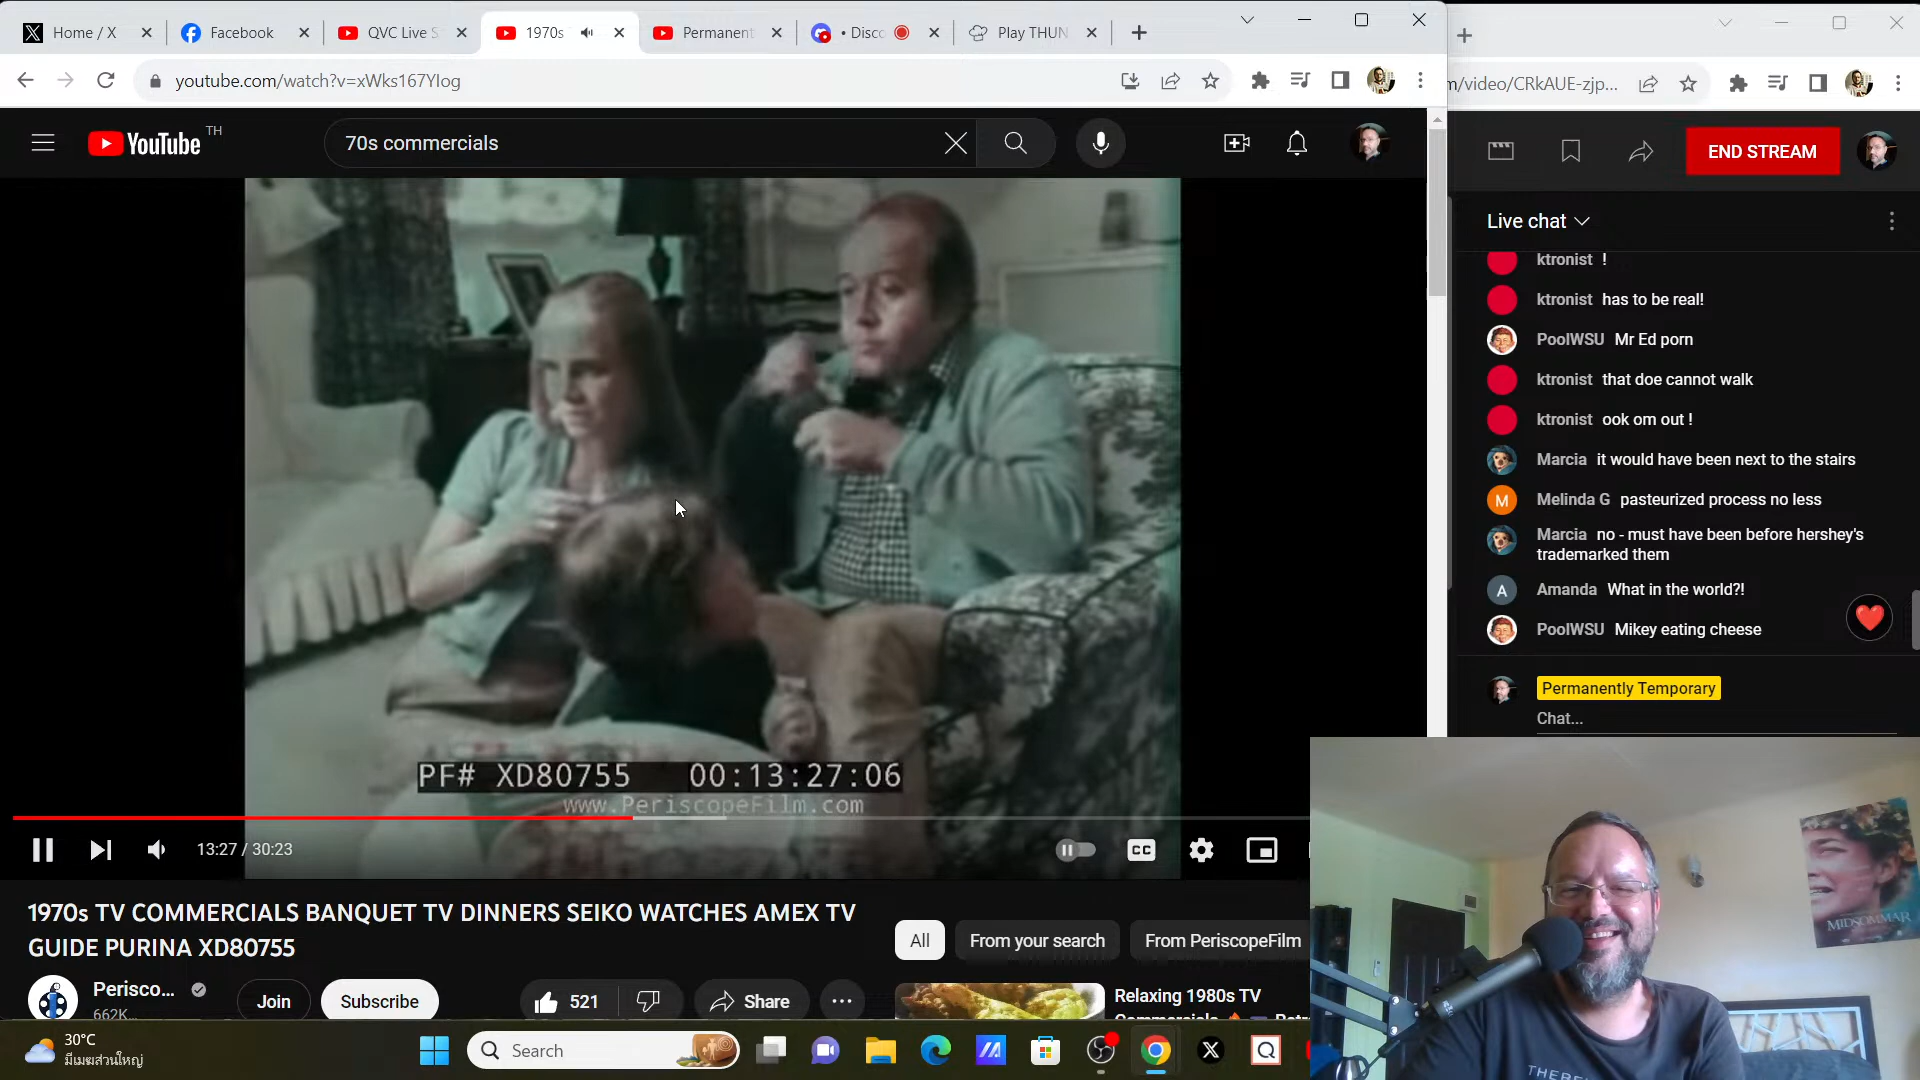 Home / X
Facebook
QVC Live S
1970s
Permanent
• Disco
Play THUN
youtube.com/watch?v=xWks167YIog
m/video/CRkAUE-zjp...
YouTube TH
70s commercials
END STREAM
Live chat
ktronist !
ktronist has to be real!
PoolWSU Mr Ed porn
ktronist that doe cannot walk
ktronist ook om out !
Marcia it would have been next to the stairs
Melinda G pasteurized process no less
Marcia no - must have been before hershey's
trademarked them
Amanda What in the world?!
PoolWSU Mikey eating cheese
Permanently Temporary
Chat...
PF# XD80755 00:13:27:06
www.PeriscopeFilm.com
13:27 / 30:23
CC
1970s TV COMMERCIALS BANQUET TV DINNERS SEIKO WATCHES AMEX TV
GUIDE PURINA XD80755
All
From your search
From PeriscopeFilm
Perisco...
662K...
Join
Subscribe
521
Share
Relaxing 1980s TV
MIDSOMMAR
30°C
มีเมฆส่วนใหญ่
Search